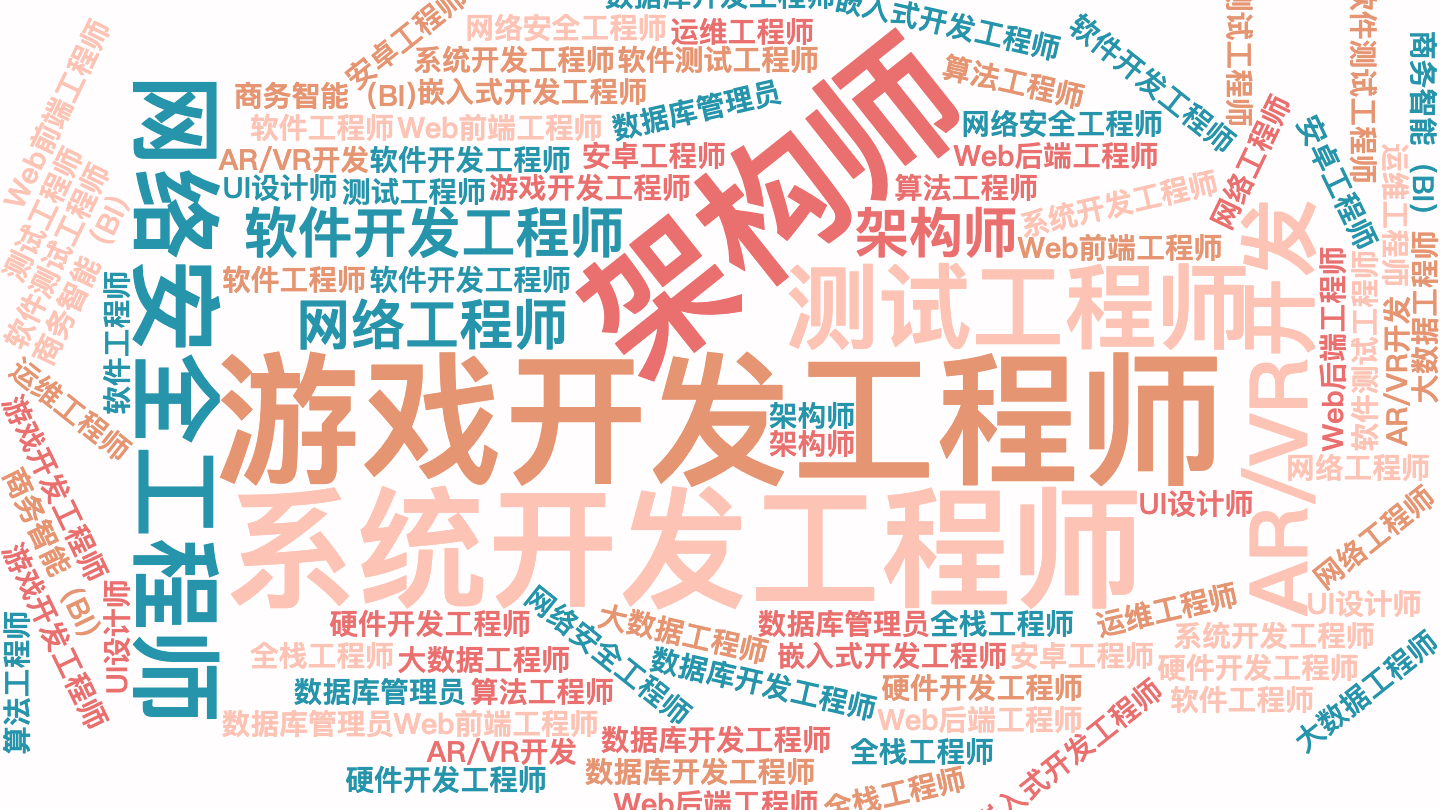 数据库开发工程师
嵌入式开发工程师
安卓工程师
网络安全工程师
运维工程师
测试工程师
软件测试工程师
商务智能（BI）
Web前端工程师
系统开发工程师
软件测试工程师
架构师
算法工程师
软件开发工程师
商务智能（BI）
嵌入式开发工程师
数据库管理员
网络安全工程师
网络工程师
安卓工程师
软件工程师
Web前端工程师
AR/VR开发
软件开发工程师
安卓工程师
Web后端工程师
运维工程师
UI设计师
测试工程师
游戏开发工程师
算法工程师
系统开发工程师
测试工程师
软件测试工程师
商务智能（BI）
网络安全工程师
软件开发工程师
架构师
Web前端工程师
AR/VR开发
大数据工程师
软件工程师
软件工程师
软件开发工程师
测试工程师
Web后端工程师
软件测试工程师
AR/VR开发
网络工程师
游戏开发工程师
运维工程师
架构师
架构师
游戏开发工程师
商务智能（BI）
网络工程师
系统开发工程师
UI设计师
网络工程师
游戏开发工程师
UI设计师
UI设计师
算法工程师
硬件开发工程师
网络安全工程师
大数据工程师
数据库管理员
全栈工程师
运维工程师
系统开发工程师
全栈工程师
大数据工程师
数据库开发工程师
嵌入式开发工程师
安卓工程师
硬件开发工程师
大数据工程师
数据库管理员
算法工程师
硬件开发工程师
软件工程师
数据库管理员
Web前端工程师
Web后端工程师
AR/VR开发
数据库开发工程师
全栈工程师
嵌入式开发工程师
硬件开发工程师
数据库开发工程师
Web后端工程师
全栈工程师